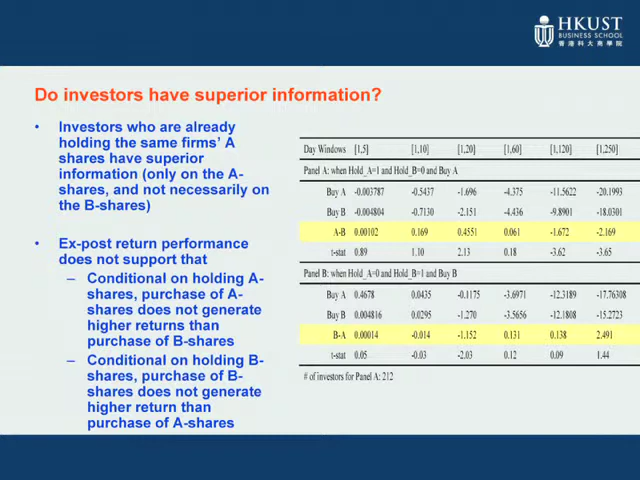 HKUST
BUSINESS SCHOOL
香港科大商學院
Do investors have superior information?
• Investors who are already
holding the same firms' A
shares have superior
information (only on the A-
shares, and not necessarily on
the B-shares)
• Ex-post return performance
does not support that
– Conditional on holding A-
shares, purchase of A-
shares does not generate
higher returns than
purchase of B-shares
– Conditional on holding B-
shares, purchase of B-
shares does not generate
higher return than
purchase of A-shares
Day Windows [1,5] [1,10] [1,20] [1,60] [1,120] [1,250]
Panel A: when Hold_A=1 and Hold_B=0 and Buy A
Buy A -0.003787 -0.5437 -1.696 -4.375 -11.5622 -20.1993
Buy B -0.004804 -0.7130 -2.151 -4.436 -9.8901 -18.0301
A-B 0.00102 0.169 0.4551 0.061 -1.672 -2.169
t-stat 0.89 1.10 2.13 0.18 -3.62 -3.65
Panel B: when Hold_A=0 and Hold_B=1 and Buy B
Buy A 0.4678 0.0435 -0.1175 -3.6971 -12.3189 -17.76308
Buy B 0.004816 0.0295 -1.270 -3.5656 -12.1808 -15.2723
B-A 0.00014 -0.014 -1.152 0.131 0.138 2.491
t-stat 0.05 -0.03 -2.03 0.12 0.09 1.44
# of investors for Panel A: 212